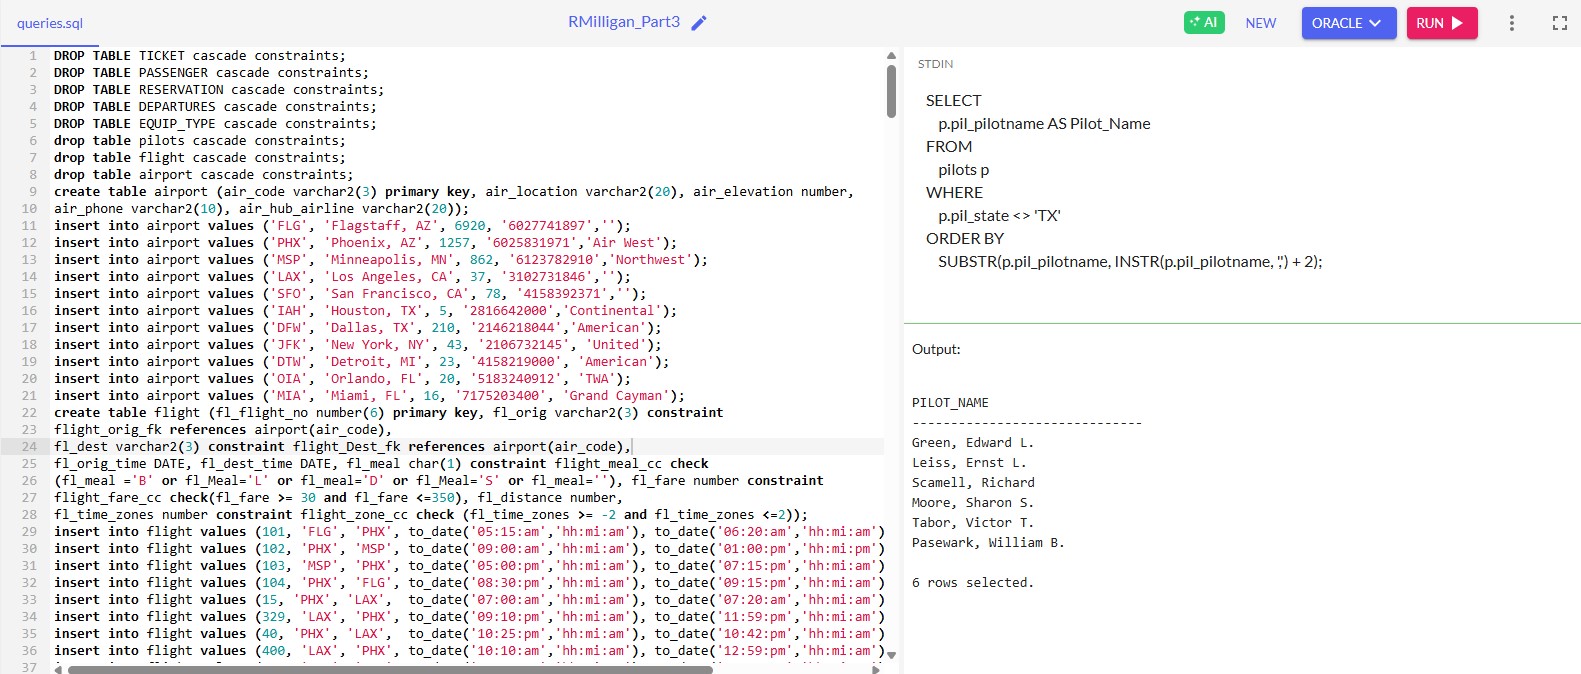 queries.sql
RMilligan_Part3
AI
NEW
ORACLE
RUN
1 DROP TABLE TICKET cascade constraints;
2 DROP TABLE PASSENGER cascade constraints;
3 DROP TABLE RESERVATION cascade constraints;
4 DROP TABLE DEPARTURES cascade constraints;
5 DROP TABLE EQUIP_TYPE cascade constraints;
6 drop table pilots cascade constraints;
7 drop table flight cascade constraints;
8 drop table airport cascade constraints;
9 create table airport (air_code varchar2(3) primary key, air_location varchar2(20), air_elevation number,
10 air_phone varchar2(10), air_hub_airline varchar2(20));
11 insert into airport values ('FLG', 'Flagstaff, AZ', 6920, '6027741897','');
12 insert into airport values ('PHX', 'Phoenix, AZ', 1257, '6025831971','Air West');
13 insert into airport values ('MSP', 'Minneapolis, MN', 862, '6123782910','Northwest');
14 insert into airport values ('LAX', 'Los Angeles, CA', 37, '3102731846','');
15 insert into airport values ('SFO', 'San Francisco, CA', 78, '4158392371','');
16 insert into airport values ('IAH', 'Houston, TX', 5, '2816642000','Continental');
17 insert into airport values ('DFW', 'Dallas, TX', 210, '2146218044','American');
18 insert into airport values ('JFK', 'New York, NY', 43, '2106732145', 'United');
19 insert into airport values ('DTW', 'Detroit, MI', 23, '4158219000', 'American');
20 insert into airport values ('OIA', 'Orlando, FL', 20, '5183240912', 'TWA');
21 insert into airport values ('MIA', 'Miami, FL', 16, '7175203400', 'Grand Cayman');
22 create table flight (fl_flight_no number(6) primary key, fl_orig varchar2(3) constraint
23 flight_orig_fk references airport(air_code),
24 fl_dest varchar2(3) constraint flight_Dest_fk references airport(air_code),
25 fl_orig_time DATE, fl_dest_time DATE, fl_meal char(1) constraint flight_meal_cc check
26 (fl_meal ='B' or fl_Meal='L' or fl_meal='D' or fl_Meal='S' or fl_meal=''), fl_fare number constraint
27 flight_fare_cc check(fl_fare >= 30 and fl_fare <=350), fl_distance number,
28 fl_time_zones number constraint flight_zone_cc check (fl_time_zones >= -2 and fl_time_zones <=2));
29 insert into flight values (101, 'FLG', 'PHX', to_date('05:15:am','hh:mi:am'), to_date('06:20:am','hh:mi:am')
30 insert into flight values (102, 'PHX', 'MSP', to_date('09:00:am','hh:mi:am'), to_date('01:00:pm','hh:mi:pm')
31 insert into flight values (103, 'MSP', 'PHX', to_date('05:00:pm','hh:mi:am'), to_date('07:15:pm','hh:mi:am')
32 insert into flight values (104, 'PHX', 'FLG', to_date('08:30:pm','hh:mi:am'), to_date('09:15:pm','hh:mi:am')
33 insert into flight values (15, 'PHX', 'LAX', to_date('07:00:am','hh:mi:am'), to_date('07:20:am','hh:mi:am')
34 insert into flight values (329, 'LAX', 'PHX', to_date('09:10:pm','hh:mi:am'), to_date('11:59:pm','hh:mi:am')
35 insert into flight values (40, 'PHX', 'LAX', to_date('10:25:pm','hh:mi:am'), to_date('10:42:pm','hh:mi:am')
36 insert into flight values (400, 'LAX', 'PHX', to_date('10:10:am','hh:mi:am'), to_date('12:59:pm','hh:mi:am')
37
STDIN
SELECT
p.pil_pilotname AS Pilot_Name
FROM
pilots p
WHERE
p.pil_state <> 'TX'
ORDER BY
SUBSTR(p.pil_pilotname, INSTR(p.pil_pilotname, ',') + 2);
Output:
PILOT_NAME
------------------------------
Green, Edward L.
Leiss, Ernst L.
Scamell, Richard
Moore, Sharon S.
Tabor, Victor T.
Pasewark, William B.
6 rows selected.